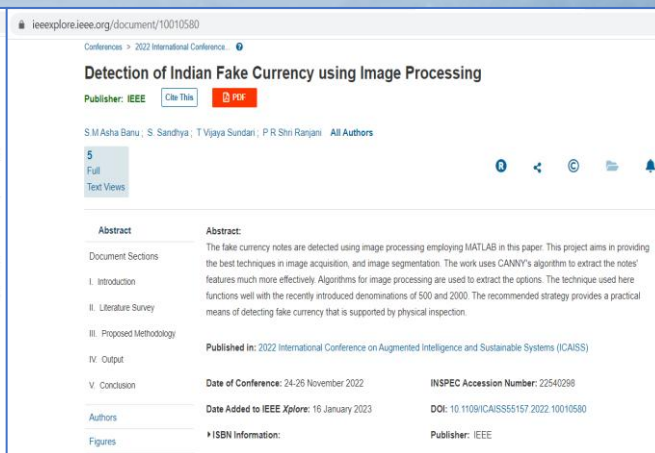 ieeexplore.ieee.org/document/10010580
Conferences > 2022 International Conference...
Detection of Indian Fake Currency using Image Processing
Publisher: IEEE Cite This PDF
S.M Asha Banu ; S. Sandhya ; T Vijaya Sundari ; P R Shri Ranjani All Authors
5
Full
Text Views
Abstract
Document Sections
I. Introduction
II. Literature Survey
III. Proposed Methodology
IV. Output
V. Conclusion
Authors
Figures
Abstract:
The fake currency notes are detected using image processing employing MATLAB in this paper. This project aims in providing
the best techniques in image acquisition, and image segmentation. The work uses CANNY's algorithm to extract the notes'
features much more effectively. Algorithms for image processing are used to extract the options. The technique used here
functions well with the recently introduced denominations of 500 and 2000. The recommended strategy provides a practical
means of detecting fake currency that is supported by physical inspection.
Published in: 2022 International Conference on Augmented Intelligence and Sustainable Systems (ICAISS)
Date of Conference: 24-26 November 2022 INSPEC Accession Number: 22540298
Date Added to IEEE Xplore: 16 January 2023 DOI: 10.1109/ICAISS55157.2022.10010580
ISBN Information: Publisher: IEEE